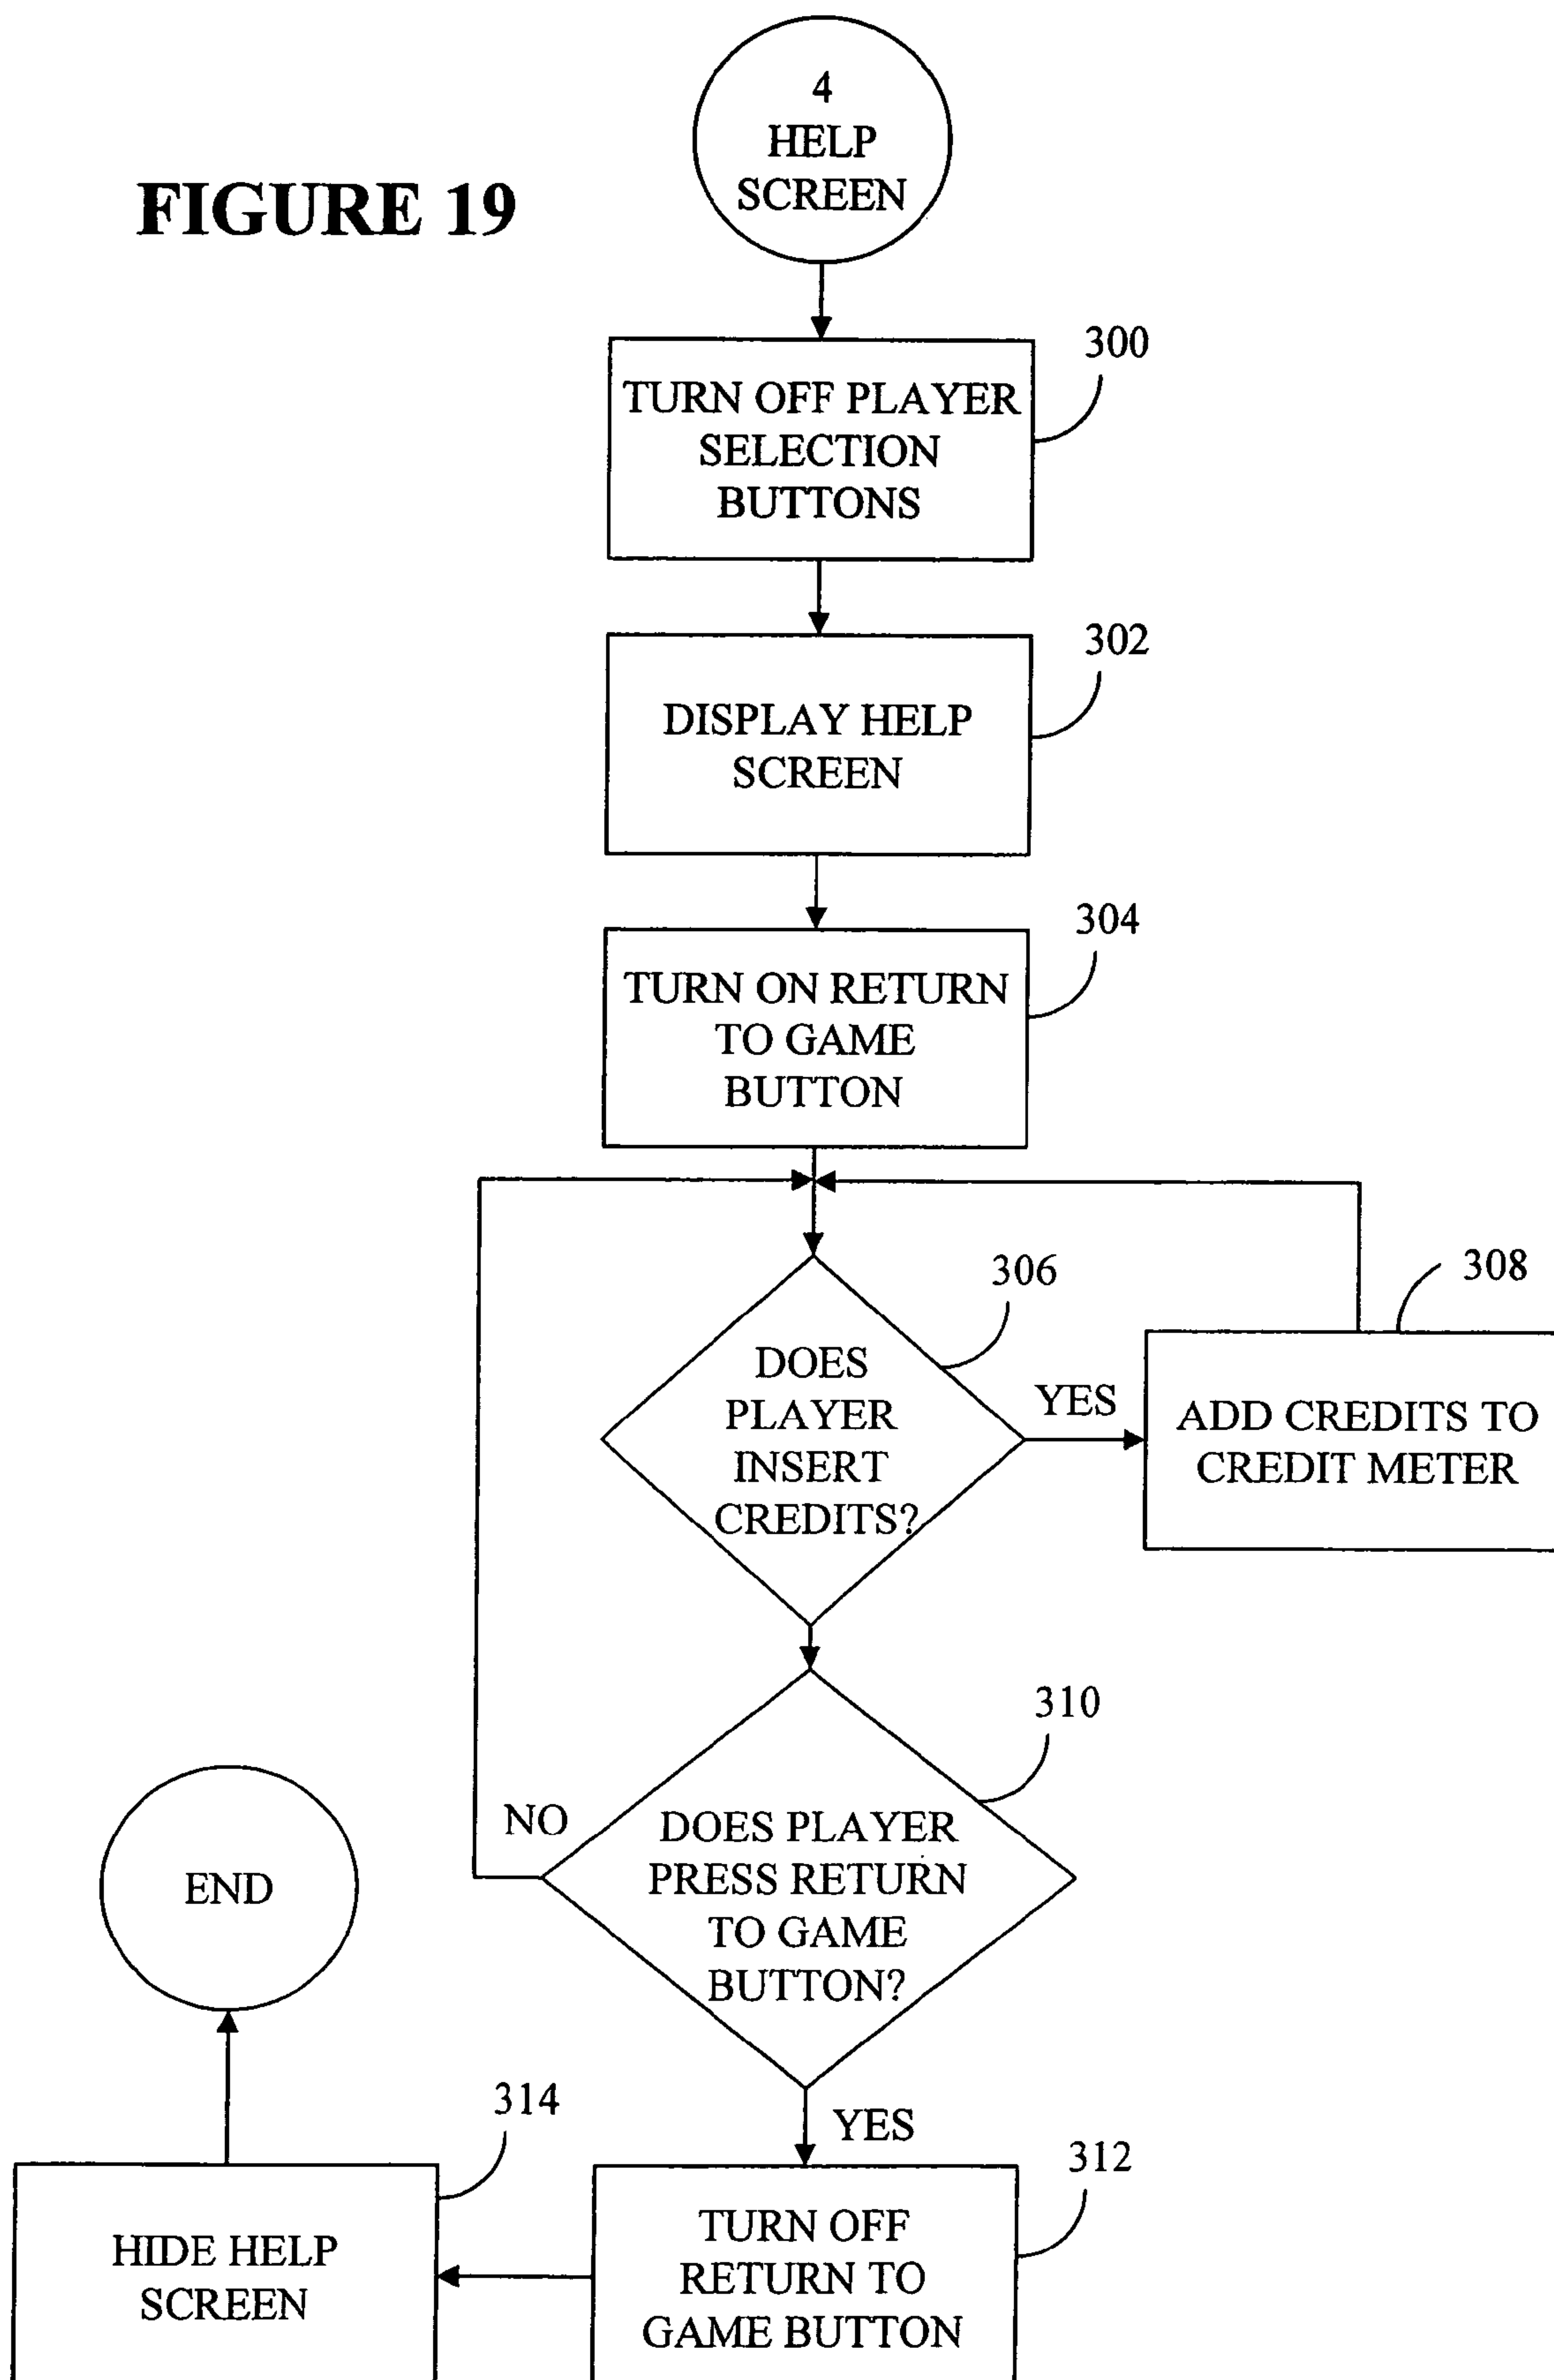 4
HELP
SCREEN
FIGURE 19
300
TURN OFF PLAYER
SELECTION
BUTTONS
302
DISPLAY HELP
SCREEN
304
TURN ON RETURN
TO GAME
BUTTON
306
DOES
PLAYER
INSERT
CREDITS?
YES
308
ADD CREDITS TO
CREDIT METER
310
DOES PLAYER
PRESS RETURN
TO GAME
BUTTON?
NO
YES
312
TURN OFF
RETURN TO
GAME BUTTON
314
HIDE HELP
SCREEN
END